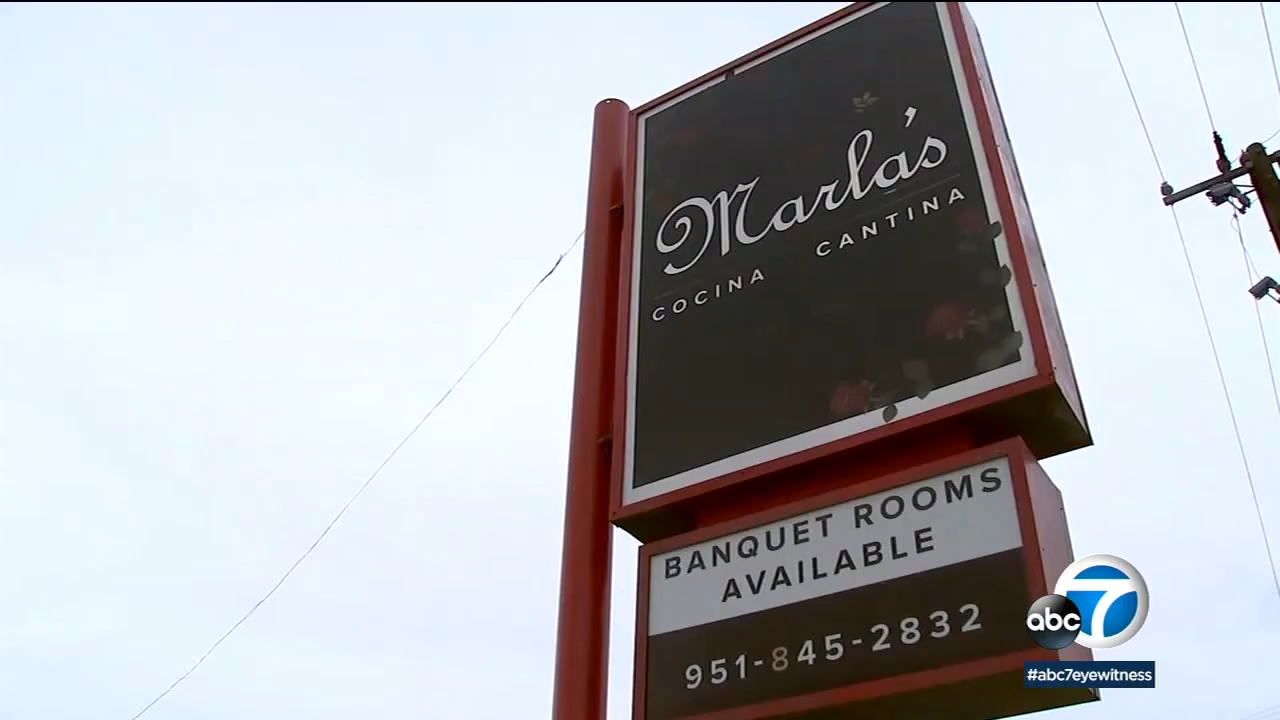 Marla's
COCINA CANTINA
BANQUET ROOMS
AVAILABLE
951-845-2832
abc 7
#abc7eyewitness